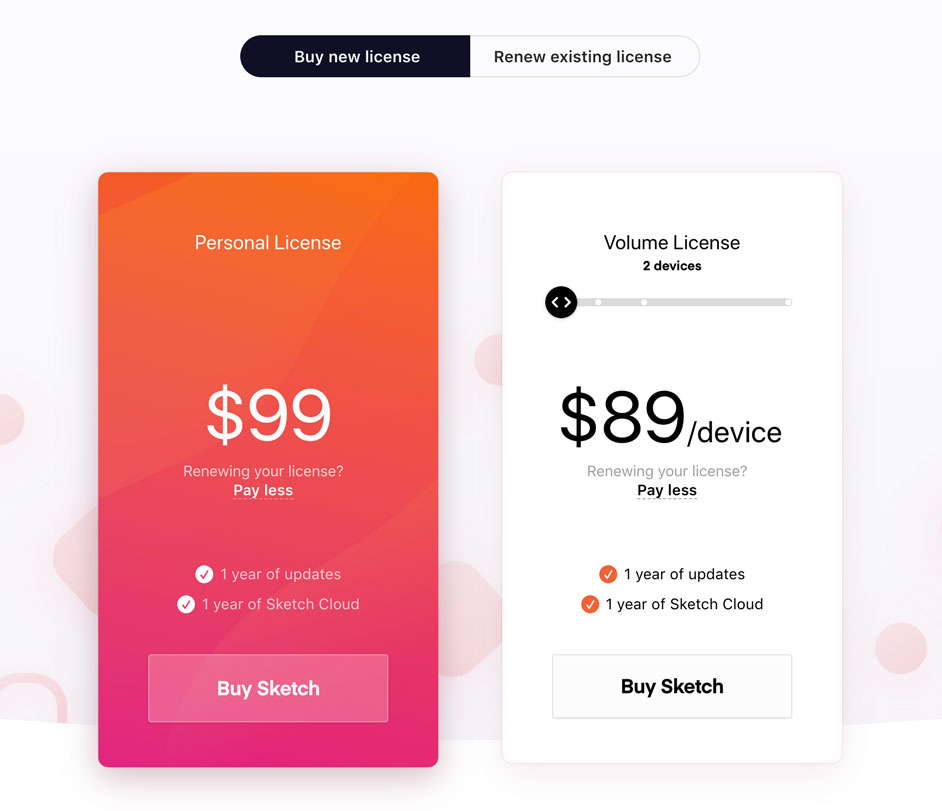 Buy new license
Renew existing license
Personal License
$99
Renewing your license?
Pay less
1 year of updates
1 year of Sketch Cloud
Buy Sketch
Volume License
2 devices
$89/device
Renewing your license?
Pay less
1 year of updates
1 year of Sketch Cloud
Buy Sketch